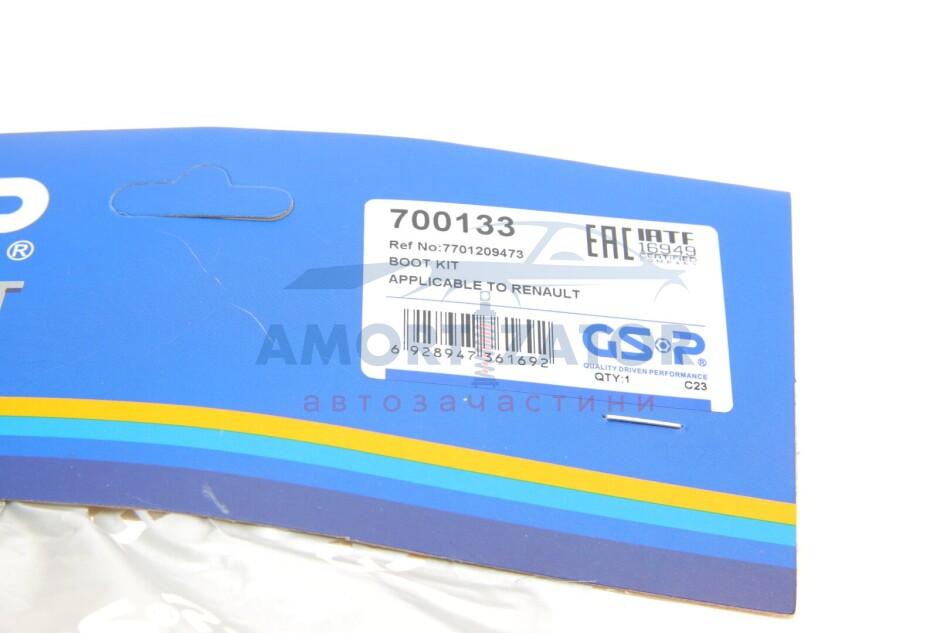 P
®
700133
Ref No:7701209473
BOOT KIT
APPLICABLE TO RENAULT
EAC IATF
16949
CERTIFIED
COMPANY
6 928947 361692
GSP®
QUALITY DRIVEN PERFORMANCE
QTY:1 C23
AMORTIZATOR
автозачастини